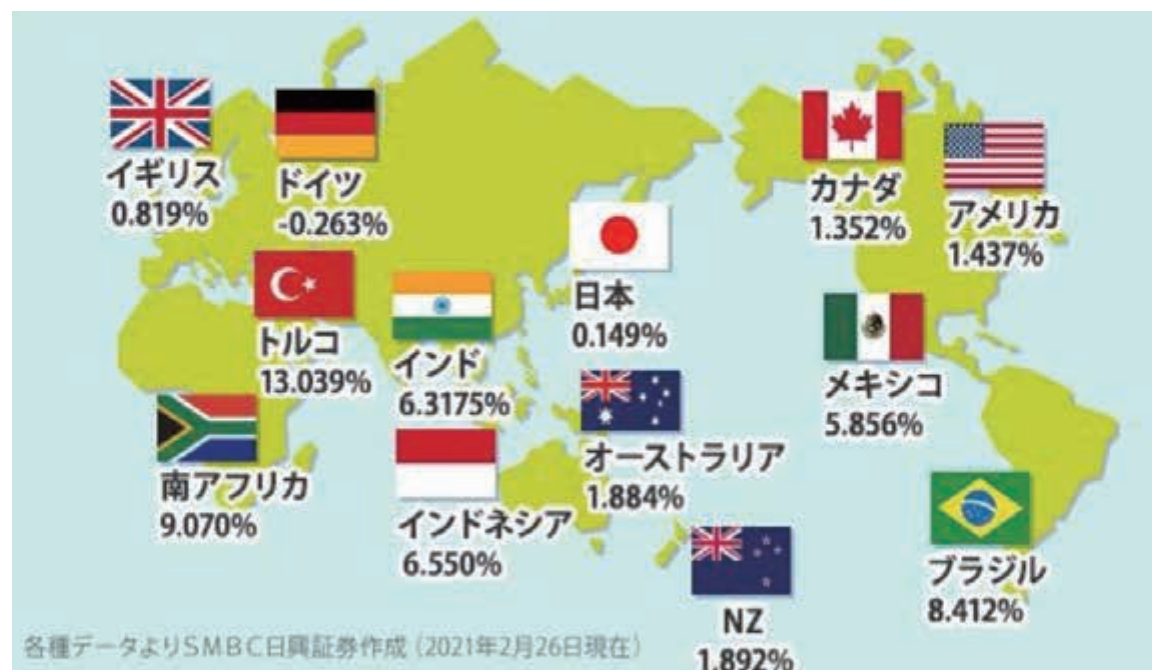 イギリス
0.819%
ドイツ
-0.263%
カナダ
1.352%
アメリカ
1.437%
日本
0.149%
トルコ
13.039%
インド
6.3175%
メキシコ
5.856%
南アフリカ
9.070%
インドネシア
6.550%
オーストラリア
1.884%
NZ
1.892%
ブラジル
8.412%
各種データよりSMBC日興証券作成（2021年2月26日現在）